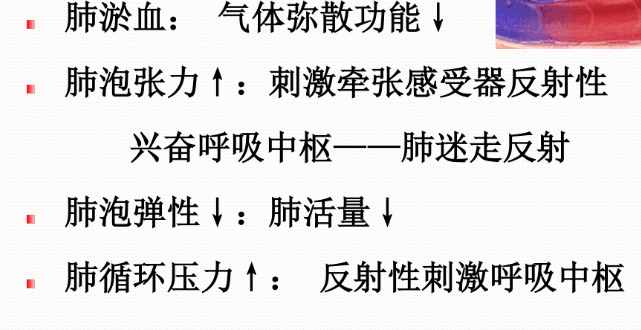 肺淤血： 气体弥散功能↓
肺泡张力↑：刺激牵张感受器反射性
兴奋呼吸中枢——肺迷走反射
肺泡弹性↓：肺活量↓
肺循环压力↑： 反射性刺激呼吸中枢